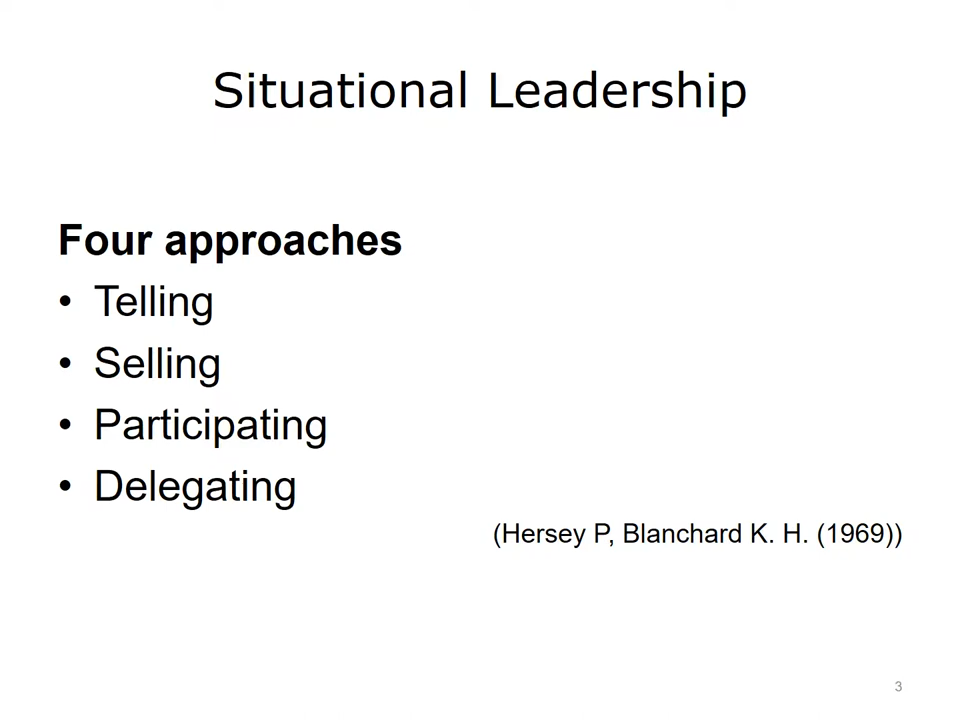 Situational Leadership
Four approaches
• Telling
• Selling
• Participating
• Delegating
(Hersey P, Blanchard K. H. (1969))
3